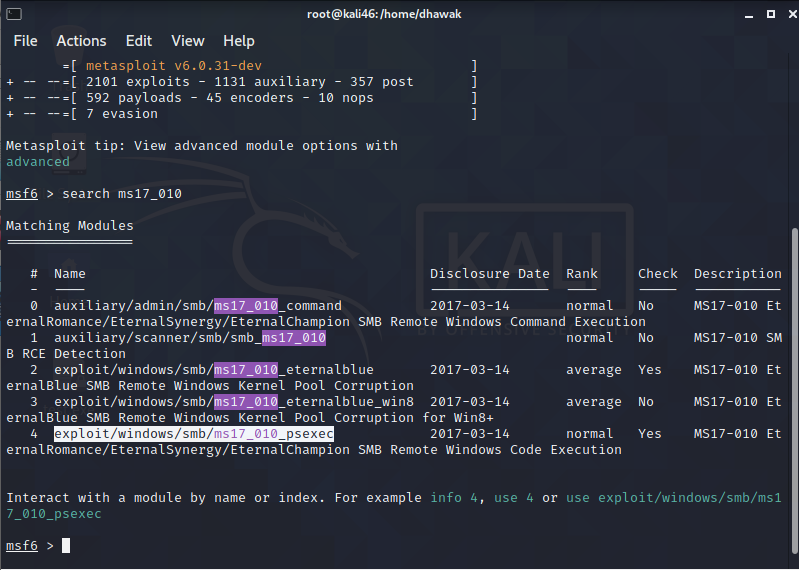 root@kali46:/home/dhawak
File Actions Edit View Help
=[ metasploit v6.0.31-dev ]
+ -- --=[ 2101 exploits - 1131 auxiliary - 357 post ]
+ -- --=[ 592 payloads - 45 encoders - 10 nops ]
+ -- --=[ 7 evasion ]
Metasploit tip: View advanced module options with
advanced
msf6 > search ms17_010
Matching Modules
================
# Name Disclosure Date Rank Check Description
- ---- --------------- ---- ----- -----------
0 auxiliary/admin/smb/ms17_010_command 2017-03-14 normal No MS17-010 Et
ernalRomance/EternalSynergy/EternalChampion SMB Remote Windows Command Execution
1 auxiliary/scanner/smb/smb_ms17_010 normal No MS17-010 SM
B RCE Detection
2 exploit/windows/smb/ms17_010_eternalblue 2017-03-14 average Yes MS17-010 Et
ernalBlue SMB Remote Windows Kernel Pool Corruption
3 exploit/windows/smb/ms17_010_eternalblue_win8 2017-03-14 average No MS17-010 Et
ernalBlue SMB Remote Windows Kernel Pool Corruption for Win8+
4 exploit/windows/smb/ms17_010_psexec 2017-03-14 normal Yes MS17-010 Et
ernalRomance/EternalSynergy/EternalChampion SMB Remote Windows Code Execution
Interact with a module by name or index. For example info 4, use 4 or use exploit/windows/smb/ms1
7_010_psexec
msf6 >
KALI